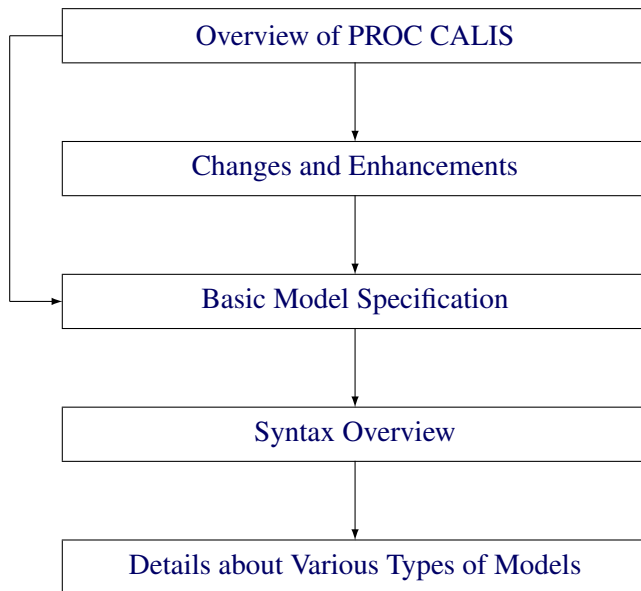 Overview of PROC CALIS
Changes and Enhancements
Basic Model Specification
Syntax Overview
Details about Various Types of Models